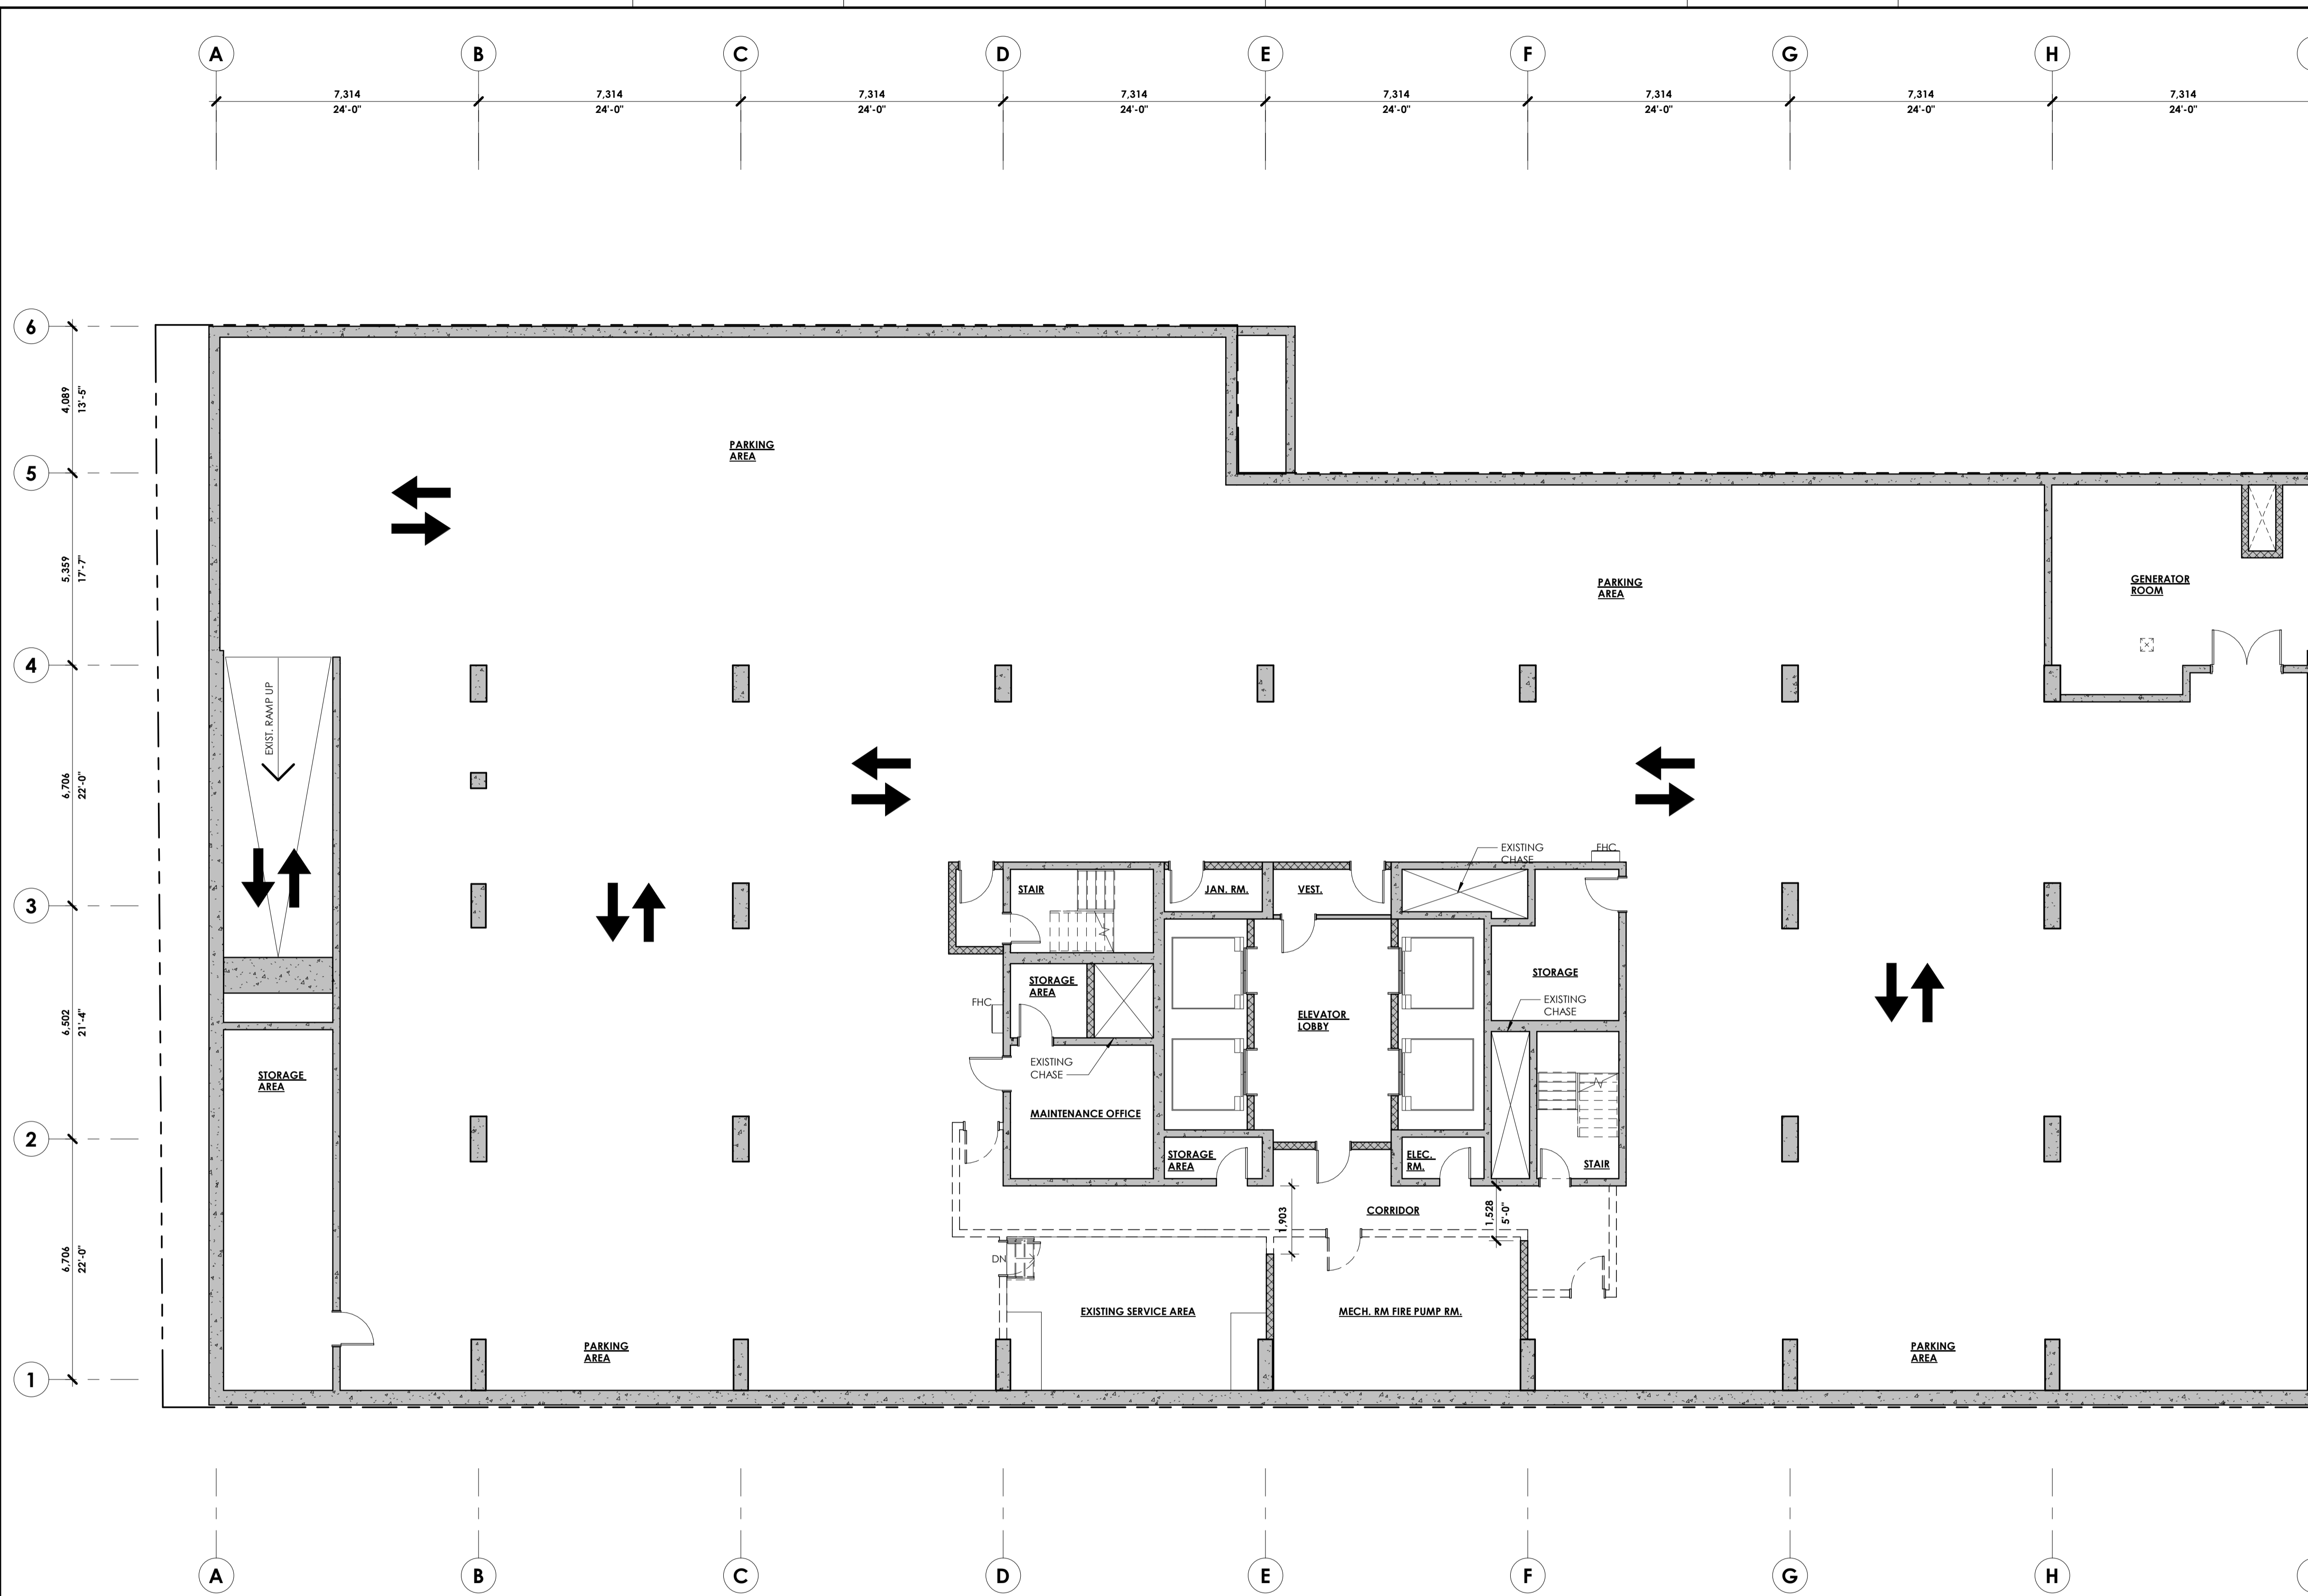 A B C D E F G H
7,314 7,314 7,314 7,314 7,314 7,314 7,314 7,314
24'-0" 24'-0" 24'-0" 24'-0" 24'-0" 24'-0" 24'-0" 24'-0"
6
4,089
13'-5"
PARKING
AREA
5
5,359
17'-7"
PARKING
AREA
GENERATOR
ROOM
4
EXIST. RAMP UP
6,706
22'-0"
EXISTING
CHASE
FHC
STAIR
JAN. RM.
VEST.
3
STORAGE
AREA
STORAGE
FHC
EXISTING
CHASE
ELEVATOR
LOBBY
6,502
21'-4"
EXISTING
CHASE
STORAGE
AREA
MAINTENANCE OFFICE
2
STORAGE
AREA
ELEC.
RM.
STAIR
CORRIDOR
1,903
1,528
5'-0"
6,706
22'-0"
DN
EXISTING SERVICE AREA
MECH. RM FIRE PUMP RM.
PARKING
AREA
PARKING
AREA
1
A B C D E F G H